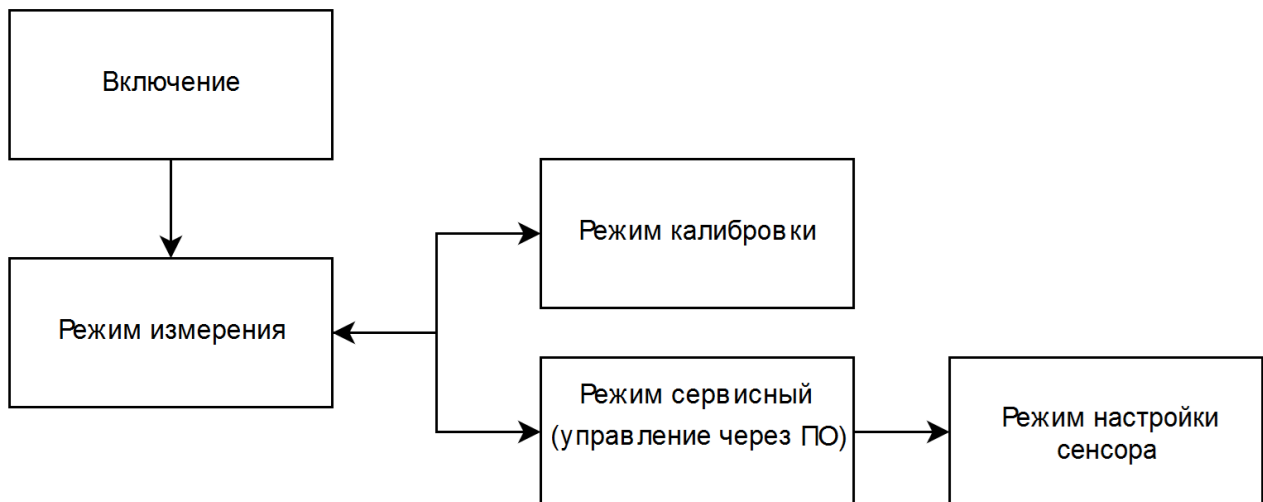 Включение
Режим калибровки
Режим измерения
Режим сервисный
(управление через ПО)
Режим настройки
сенсора